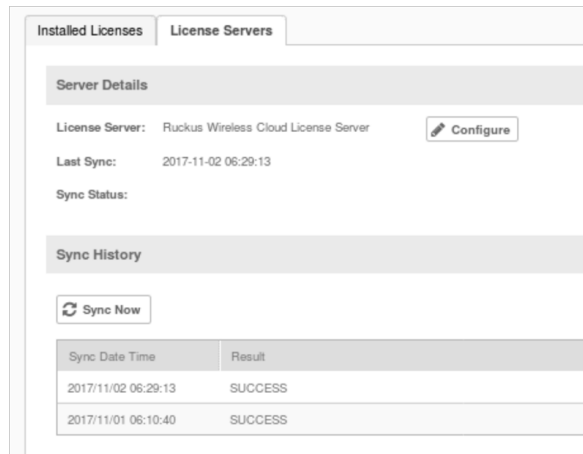 Installed Licenses License Servers
Server Details
License Server: Ruckus Wireless Cloud License Server Configure
Last Sync: 2017-11-02 06:29:13
Sync Status:
Sync History
Sync Now
Sync Date Time Result
2017/11/02 06:29:13 SUCCESS
2017/11/01 06:10:40 SUCCESS